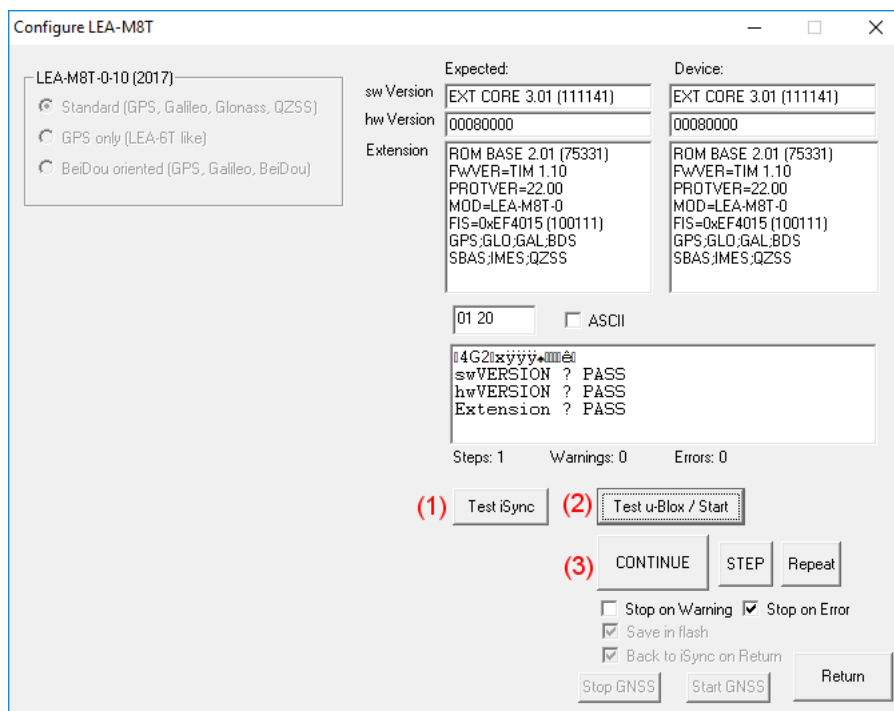 Configure LEA-M8T
LEA-M8T-0-10 (2017)
Standard (GPS, Galileo, Glonass, QZSS)
GPS only (LEA-6T like)
BeiDou oriented (GPS, Galileo, BeiDou)
Expected: Device:
sw Version EXT CORE 3.01 (111141) EXT CORE 3.01 (111141)
hw Version 00080000 00080000
Extension
ROM BASE 2.01 (75331)
FWVER=TIM 1.10
PROTVER=22.00
MOD=LEA-M8T-0
FIS=0xEF4015 (100111)
GPS;GLO;GAL;BDS
SBAS;IMES;QZSS
ROM BASE 2.01 (75331)
FWVER=TIM 1.10
PROTVER=22.00
MOD=LEA-M8T-0
FIS=0xEF4015 (100111)
GPS;GLO;GAL;BDS
SBAS;IMES;QZSS
01 20 ASCII
4G2 xÿÿÿ ê
swVERSION ? PASS
hwVERSION ? PASS
Extension ? PASS
Steps: 1 Warnings: 0 Errors: 0
(1) Test iSync (2) Test u-Blox / Start
(3) CONTINUE STEP Repeat
Stop on Warning Stop on Error
Save in flash
Back to iSync on Return
Stop GNSS Start GNSS Return